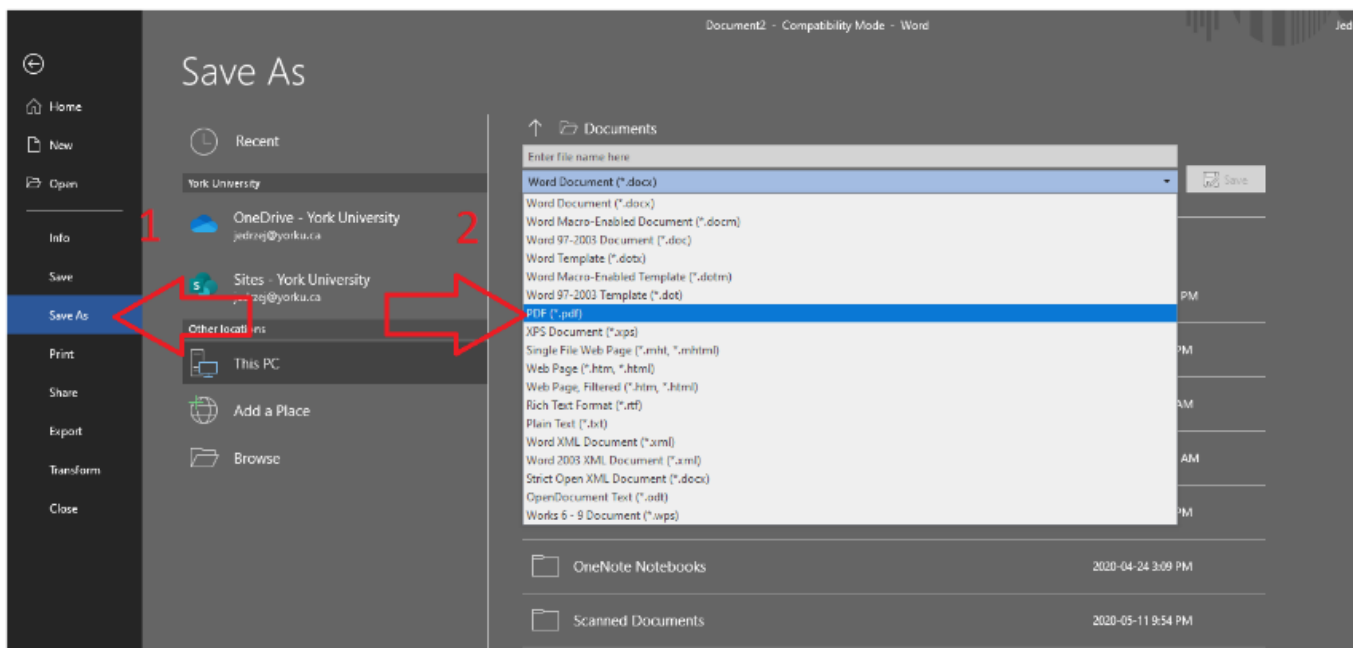 Document2 - Compatibility Mode - Word
Jed
Save As
Home
New
Open
Info
Save
Save As
Print
Share
Export
Transform
Close
1
Recent
York University
OneDrive - York University
jedrzej@yorku.ca
Sites - York University
jedrzej@yorku.ca
Other locations
This PC
Add a Place
Browse
2
Documents
Enter file name here
Word Document (*.docx)
Save
Word Document (*.docx)
Word Macro-Enabled Document (*.docm)
Word 97-2003 Document (*.doc)
Word Template (*.dotx)
Word Macro-Enabled Template (*.dotm)
Word 97-2003 Template (*.dot)
PDF (*.pdf)
XPS Document (*.xps)
Single File Web Page (*.mht, *.mhtml)
Web Page (*.htm, *.html)
Web Page, Filtered (*.htm, *.html)
Rich Text Format (*.rtf)
Plain Text (*.txt)
Word XML Document (*.xml)
Word 2003 XML Document (*.xml)
Strict Open XML Document (*.docx)
OpenDocument Text (*.odt)
Works 6 - 9 Document (*.wps)
PM
PM
AM
AM
PM
OneNote Notebooks
2020-04-24 3:09 PM
Scanned Documents
2020-05-11 9:54 PM